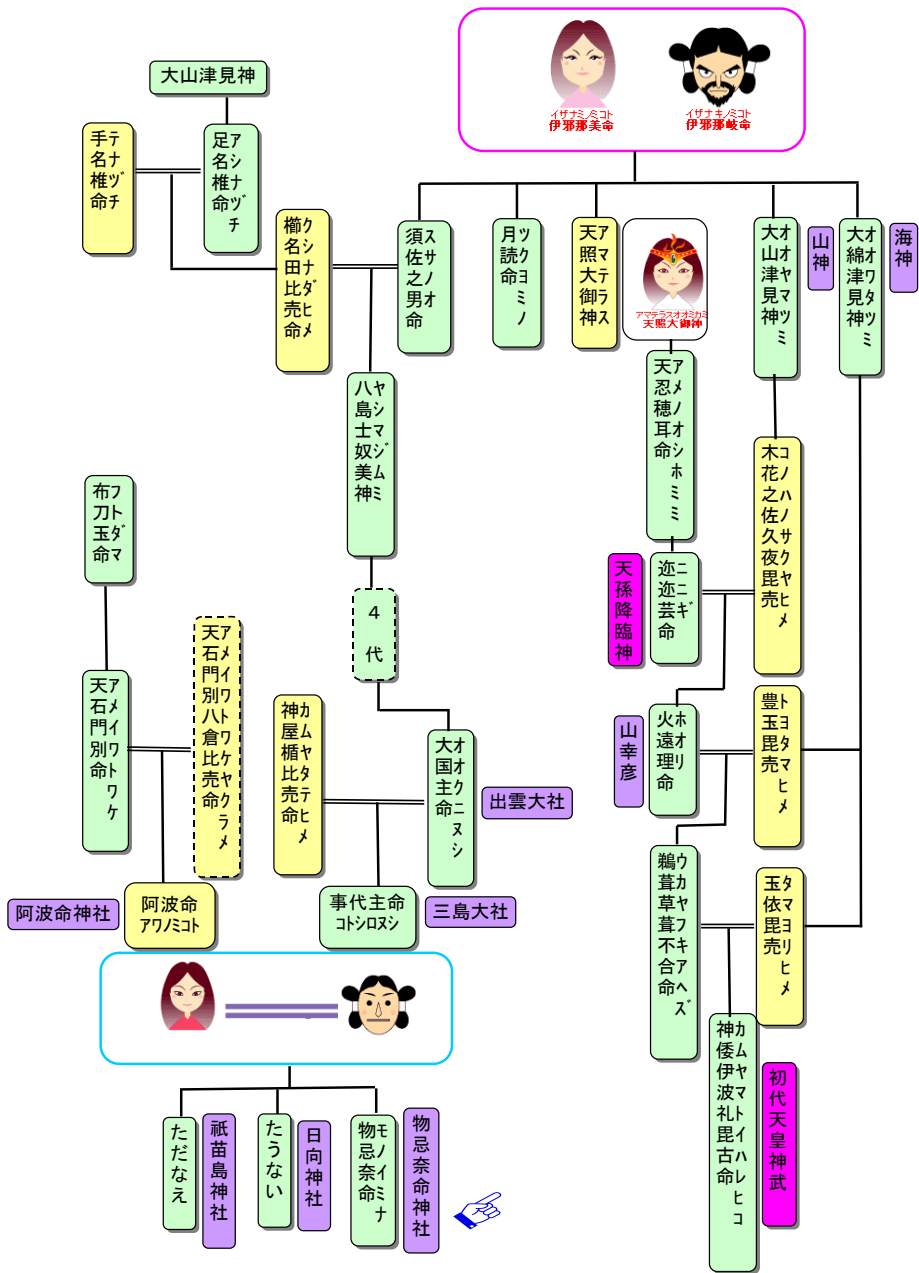 イザナミノミコト
伊邪那美命
イザナキノミコト
伊邪那岐命
大山津見神
手名椎命
テナヅチ
足名椎命
アシナヅチ
櫛名田比売命
クシナダヒメ
須佐之男命
スサノオ
月読命
ツクヨミノ
天照大御神
アマテラス
アマテラスオオミカミ
天照大御神
大山津見神
オオヤマツミ
山神
大綿津見神
オオワタツミ
海神
八島士奴美神
ヤシマジムミ
天忍穂耳命
アメノオシホミミ
木花之佐久夜毘売
コノハノサクヤヒメ
布刀玉命
フトダマ
天孫降臨神
迩迩芸命
ニニギ
4代
天石門別命
アメイワトワケ
天石門別八倉比売命
アメイワトワケヤクラメ
神屋楯比売命
カムヤタテヒメ
大国主命
オオクニヌシ
出雲大社
山幸彦
火遠理命
ホオリ
豊玉毘売
トヨタマヒメ
阿波命神社
阿波命
アワノミコト
事代主命
コトシロヌシ
三島大社
鵜葺草葺不合命
ウカヤフキアヘズ
玉依毘売
タマヨリヒメ
神倭伊波礼毘古命
カムヤマトイハレヒコ
初代天皇神武
ただなえ
祇苗島神社
たうない
日向神社
物忌奈命
モノイミナ
物忌奈命神社